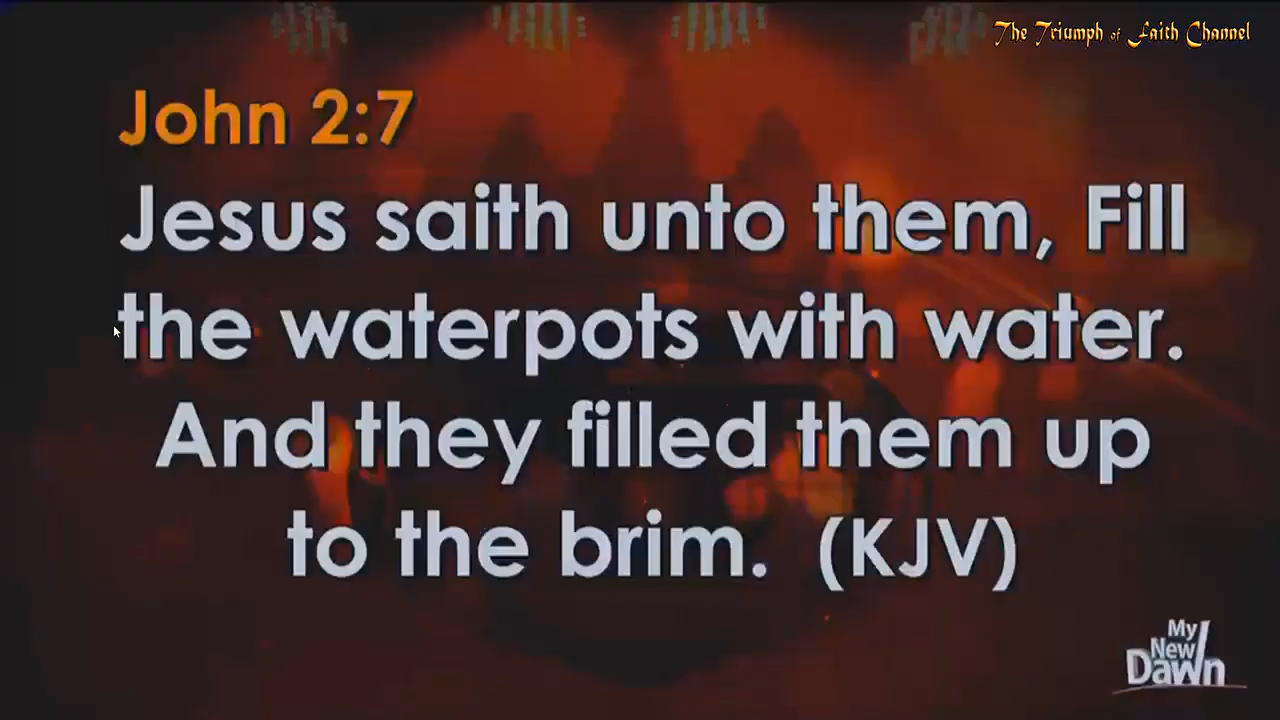 The Triumph of Faith Channel
John 2:7
Jesus saith unto them, Fill
the waterpots with water.
And they filled them up
to the brim. (KJV)
My
New
Dawn